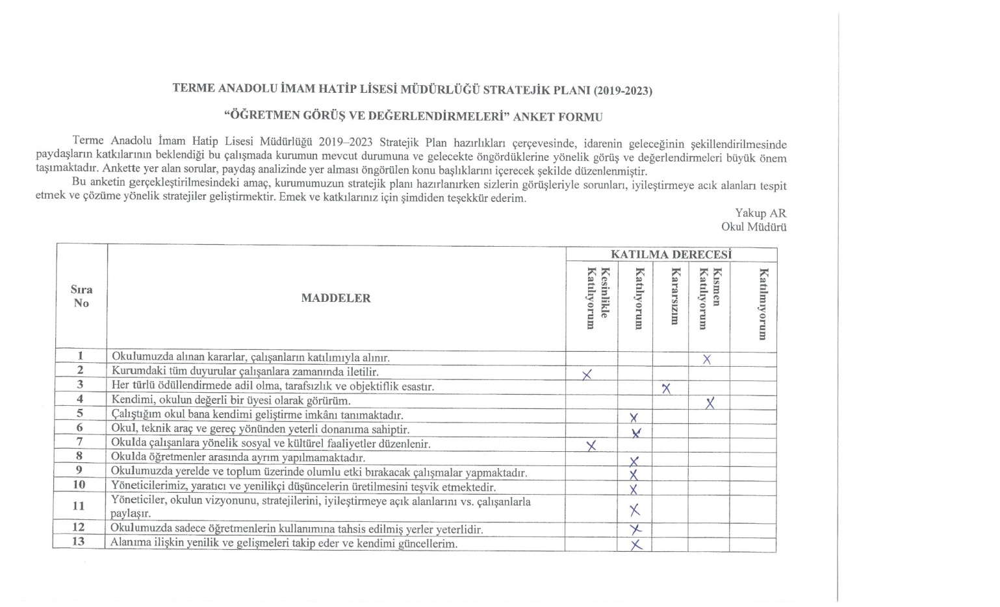 TERME ANADOLU İMAM HATİP LİSESİ MÜDÜRLÜĞÜ STRATEJİK PLANI (2019-2023)
“ÖĞRETMEN GÖRÜŞ VE DEĞERLENDİRMELERİ” ANKET FORMU
Terme Anadolu İmam Hatip Lisesi Müdürlüğü 2019–2023 Stratejik Plan hazırlıkları çerçevesinde, idarenin geleceğinin şekillendirilmesinde
paydaşların katkılarının beklendiği bu çalışmada kurumun mevcut durumuna ve gelecekte öngördüklerine yönelik görüş ve değerlendirmeleri büyük önem
taşımaktadır. Ankette yer alan sorular, paydaş analizinde yer alması öngörülen konu başlıklarını içerecek şekilde düzenlenmiştir.
Bu anketin gerçekleştirilmesindeki amaç, kurumumuzun stratejik planı hazırlanırken sizlerin görüşleriyle sorunları, iyileştirmeye acık alanları tespit
etmek ve çözüme yönelik stratejiler geliştirmektir. Emek ve katkılarınız için şimdiden teşekkür ederim.
Yakup AR
Okul Müdürü
Sıra No MADDELER KATILMA DERECESİ
Kesinlikle Katılıyorum Katılıyorum Kararsızım Kısmen Katılıyorum Katılmıyorum
1 Okulumuzda alınan kararlar, çalışanların katılımıyla alınır. X
2 Kurumdaki tüm duyurular çalışanlara zamanında iletilir. X
3 Her türlü ödüllendirmede adil olma, tarafsızlık ve objektiflik esastır. X
4 Kendimi, okulun değerli bir üyesi olarak görürüm. X
5 Çalıştığım okul bana kendimi geliştirme imkânı tanımaktadır. X
6 Okul, teknik araç ve gereç yönünden yeterli donanıma sahiptir. X
7 Okulda çalışanlara yönelik sosyal ve kültürel faaliyetler düzenlenir. X
8 Okulda öğretmenler arasında ayrım yapılmamaktadır. X
9 Okulumuzda yerelde ve toplum üzerinde olumlu etki bırakacak çalışmalar yapmaktadır. X
10 Yöneticilerimiz, yaratıcı ve yenilikçi düşüncelerin üretilmesini teşvik etmektedir. X
11 Yöneticiler, okulun vizyonunu, stratejilerini, iyileştirmeye açık alanlarını vs. çalışanlarla
paylaşır. X
12 Okulumuzda sadece öğretmenlerin kullanımına tahsis edilmiş yerler yeterlidir. X
13 Alanıma ilişkin yenilik ve gelişmeleri takip eder ve kendimi güncellerim. X